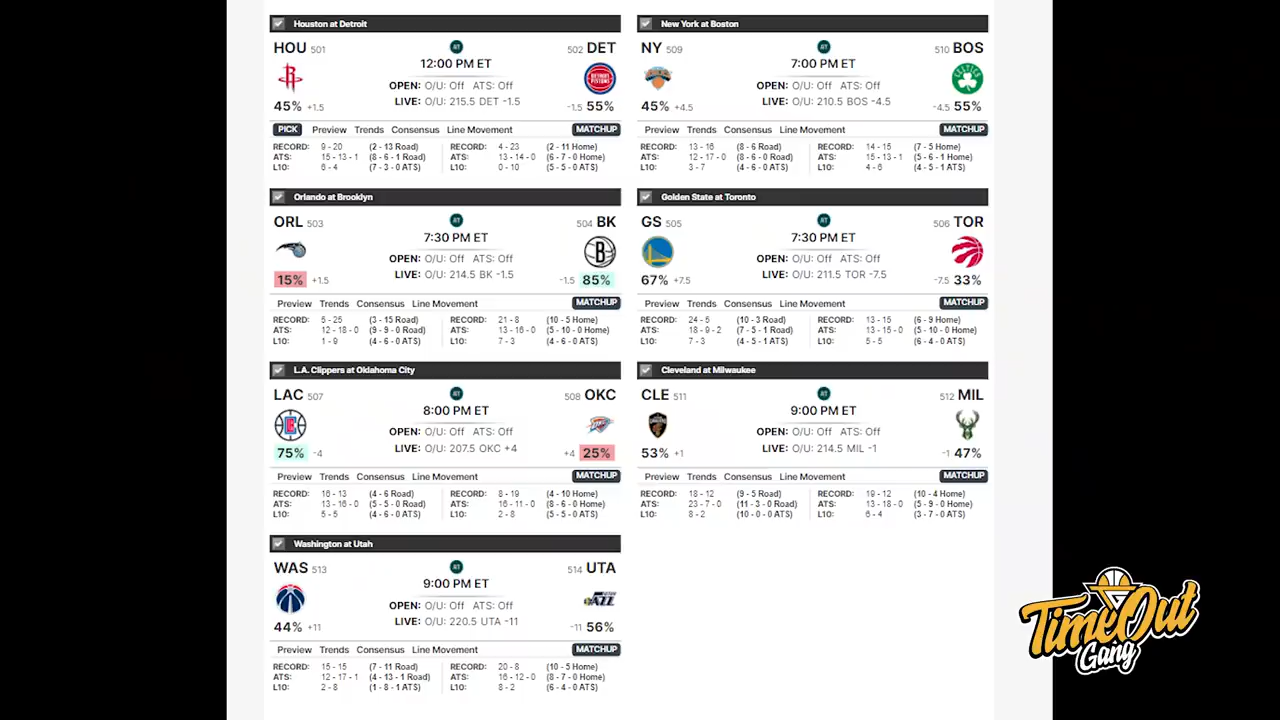 Houston at Detroit
HOU 501
AT
502 DET
12:00 PM ET
OPEN: O/U: Off ATS: Off
LIVE: O/U: 215.5 DET -1.5
45% +1.5
-1.5 55%
PICK Preview Trends Consensus Line Movement MATCHUP
RECORD: 9 - 20 (2 - 13 Road) RECORD: 4 - 23 (2 - 11 Home)
ATS: 15 - 13 - 1 (8 - 6 - 1 Road) ATS: 13 - 14 - 0 (6 - 7 - 0 Home)
L10: 6 - 4 (7 - 3 - 0 ATS) L10: 0 - 10 (5 - 5 - 0 ATS)
New York at Boston
NY 509
AT
510 BOS
7:00 PM ET
OPEN: O/U: Off ATS: Off
LIVE: O/U: 210.5 BOS -4.5
45% +4.5
-4.5 55%
Preview Trends Consensus Line Movement MATCHUP
RECORD: 13 - 16 (8 - 6 Road) RECORD: 14 - 15 (7 - 5 Home)
ATS: 12 - 17 - 0 (8 - 6 - 0 Road) ATS: 15 - 13 - 1 (5 - 6 - 1 Home)
L10: 3 - 7 (4 - 6 - 0 ATS) L10: 4 - 6 (4 - 5 - 1 ATS)
Orlando at Brooklyn
ORL 503
AT
504 BK
7:30 PM ET
OPEN: O/U: Off ATS: Off
LIVE: O/U: 214.5 BK -1.5
15% +1.5
-1.5 85%
Preview Trends Consensus Line Movement MATCHUP
RECORD: 5 - 25 (3 - 15 Road) RECORD: 21 - 8 (10 - 5 Home)
ATS: 12 - 18 - 0 (9 - 9 - 0 Road) ATS: 13 - 16 - 0 (5 - 10 - 0 Home)
L10: 1 - 9 (4 - 6 - 0 ATS) L10: 7 - 3 (4 - 6 - 0 ATS)
Golden State at Toronto
GS 505
AT
506 TOR
7:30 PM ET
OPEN: O/U: Off ATS: Off
LIVE: O/U: 211.5 TOR -7.5
67% +7.5
-7.5 33%
Preview Trends Consensus Line Movement MATCHUP
RECORD: 24 - 5 (10 - 3 Road) RECORD: 13 - 15 (6 - 9 Home)
ATS: 18 - 9 - 2 (7 - 5 - 1 Road) ATS: 13 - 15 - 0 (5 - 10 - 0 Home)
L10: 7 - 3 (4 - 5 - 1 ATS) L10: 5 - 5 (6 - 4 - 0 ATS)
L.A. Clippers at Oklahoma City
LAC 507
AT
508 OKC
8:00 PM ET
OPEN: O/U: Off ATS: Off
LIVE: O/U: 207.5 OKC +4
75% -4
+4 25%
Preview Trends Consensus Line Movement MATCHUP
RECORD: 16 - 13 (4 - 6 Road) RECORD: 8 - 19 (4 - 10 Home)
ATS: 13 - 16 - 0 (5 - 5 - 0 Road) ATS: 16 - 11 - 0 (8 - 6 - 0 Home)
L10: 5 - 5 (4 - 6 - 0 ATS) L10: 2 - 8 (5 - 5 - 0 ATS)
Cleveland at Milwaukee
CLE 511
AT
512 MIL
9:00 PM ET
OPEN: O/U: Off ATS: Off
LIVE: O/U: 214.5 MIL -1
53% +1
-1 47%
Preview Trends Consensus Line Movement MATCHUP
RECORD: 18 - 12 (9 - 5 Road) RECORD: 19 - 12 (10 - 4 Home)
ATS: 23 - 7 - 0 (11 - 3 - 0 Road) ATS: 13 - 18 - 0 (5 - 9 - 0 Home)
L10: 8 - 2 (10 - 0 - 0 ATS) L10: 6 - 4 (3 - 7 - 0 ATS)
Washington at Utah
WAS 513
AT
514 UTA
9:00 PM ET
OPEN: O/U: Off ATS: Off
LIVE: O/U: 220.5 UTA -11
44% +11
-11 56%
Preview Trends Consensus Line Movement MATCHUP
RECORD: 15 - 15 (7 - 11 Road) RECORD: 20 - 8 (10 - 5 Home)
ATS: 12 - 17 - 1 (4 - 13 - 1 Road) ATS: 16 - 12 - 0 (8 - 7 - 0 Home)
L10: 2 - 8 (1 - 8 - 1 ATS) L10: 8 - 2 (6 - 4 - 0 ATS)
TimeOut
Gang